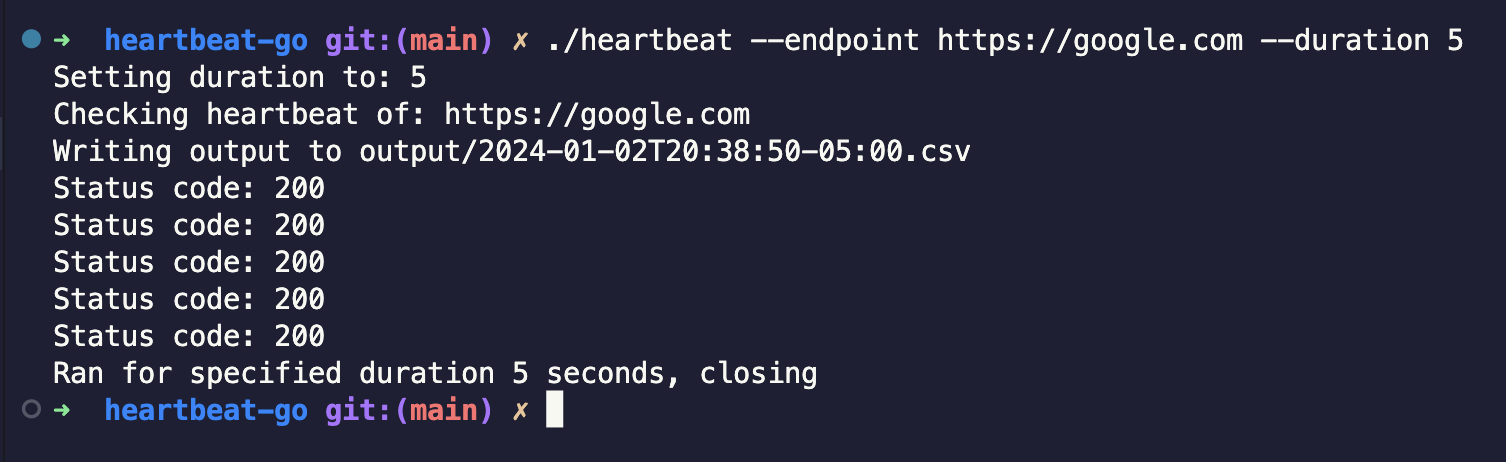 ➜  heartbeat-go git:(main) ✗ ./heartbeat --endpoint https://google.com --duration 5
Setting duration to: 5
Checking heartbeat of: https://google.com
Writing output to output/2024-01-02T20:38:50-05:00.csv
Status code: 200
Status code: 200
Status code: 200
Status code: 200
Status code: 200
Ran for specified duration 5 seconds, closing
➜  heartbeat-go git:(main) ✗